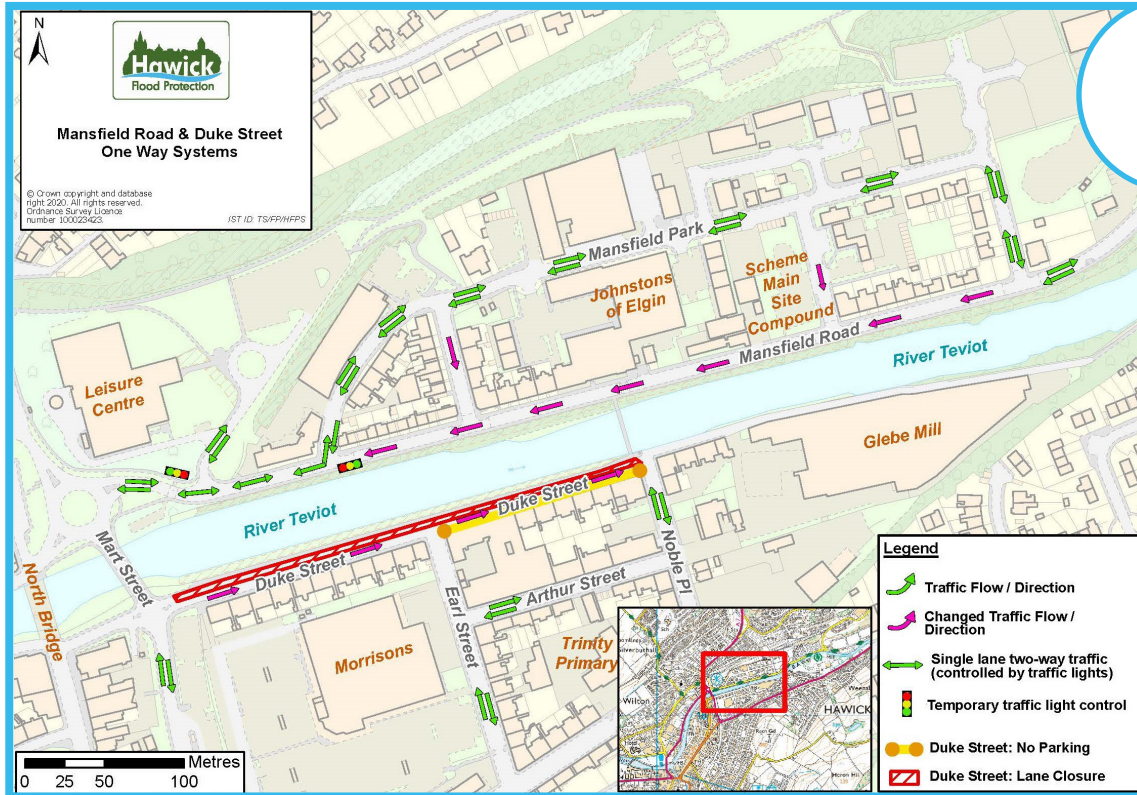 N
Hawick
Flood Protection
Mansfield Road & Duke Street
One Way Systems
© Crown copyright and database
right 2020. All rights reserved.
Ordnance Survey Licence
number 100023423.
IST ID: TS/FP/HFPS
Mansfield Park
Johnstons
of Elgin
Scheme
Main
Site
Compound
Mansfield Road
River Teviot
Leisure
Centre
Glebe Mill
River Teviot
Duke Street
Duke Street
Mart Street
North Bridge
Noble Pl
Earl Street
Arthur Street
Morrisons
Trinity
Primary
Wilton
HAWICK
Legend
Traffic Flow / Direction
Changed Traffic Flow /
Direction
Single lane two-way traffic
(controlled by traffic lights)
Temporary traffic light control
Duke Street: No Parking
Duke Street: Lane Closure
0 25 50 100 Metres